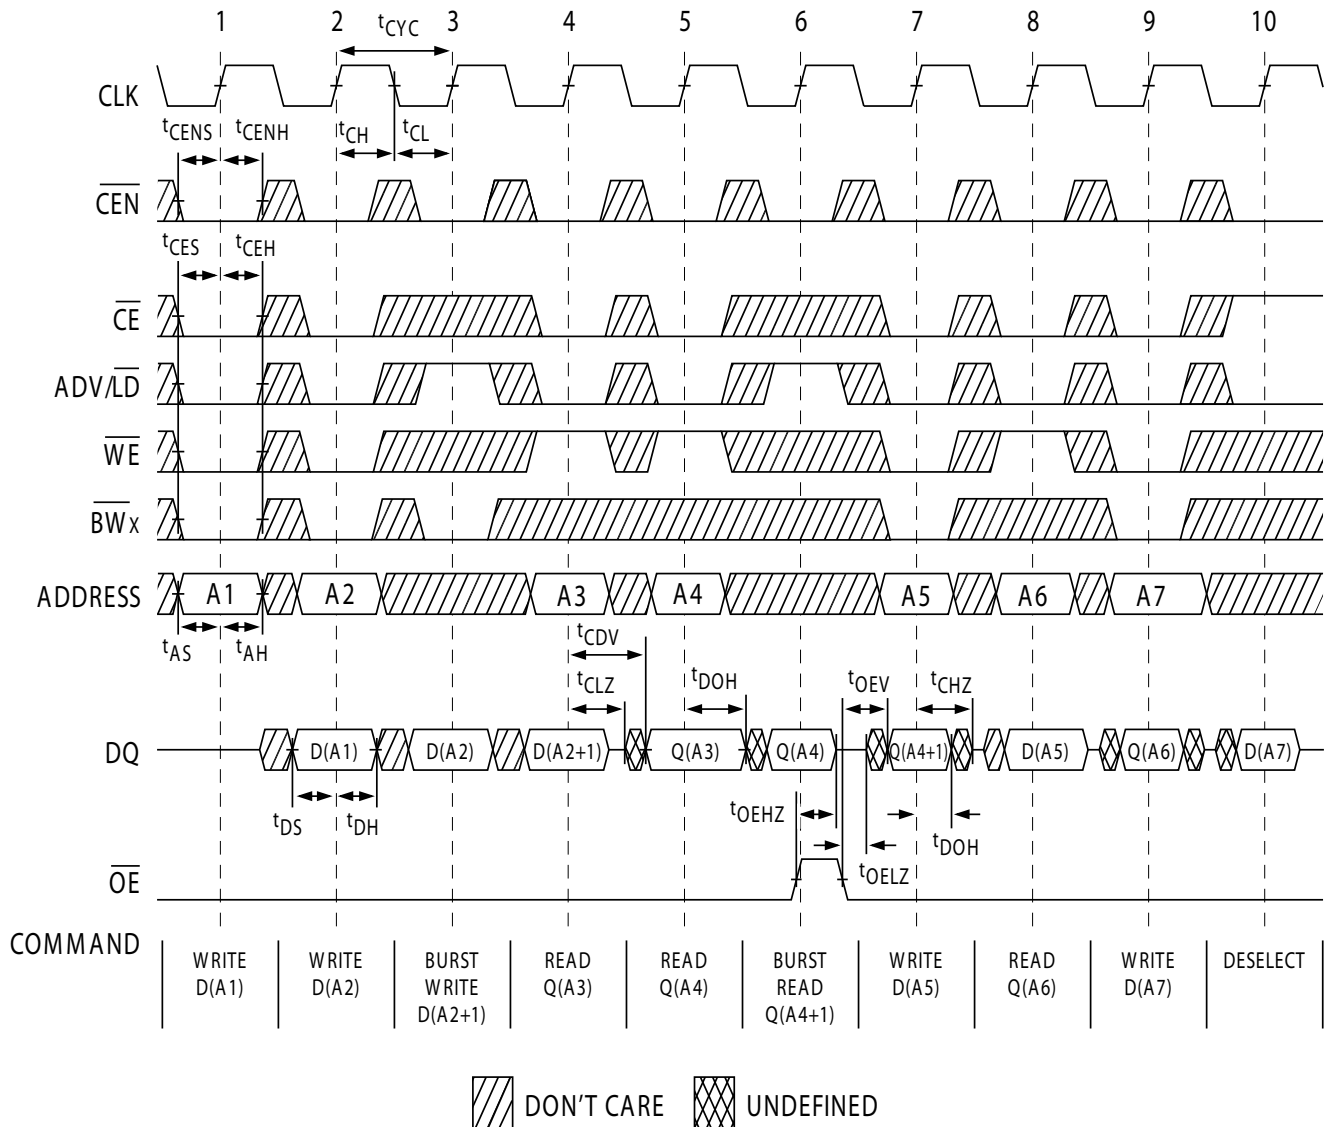 1 2 3 4 5 6 7 8 9 10
tCYC
CLK
tCENS tCENH tCH tCL
CEN
tCES tCEH
CE
ADV/LD
WE
BWx
ADDRESS A1 A2 A3 A4 A5 A6 A7
tAS tAH tCDV
tCLZ tDOH tOEV tCHZ
DQ D(A1) D(A2) D(A2+1) Q(A3) Q(A4) Q(A4+1) D(A5) Q(A6) D(A7)
tDS tDH tOEHZ tDOH
tOELZ
OE
COMMAND
WRITE WRITE BURST READ READ BURST WRITE READ WRITE DESELECT
D(A1) D(A2) WRITE Q(A3) Q(A4) READ D(A5) Q(A6) D(A7)
D(A2+1) Q(A4+1)
DON'T CARE UNDEFINED